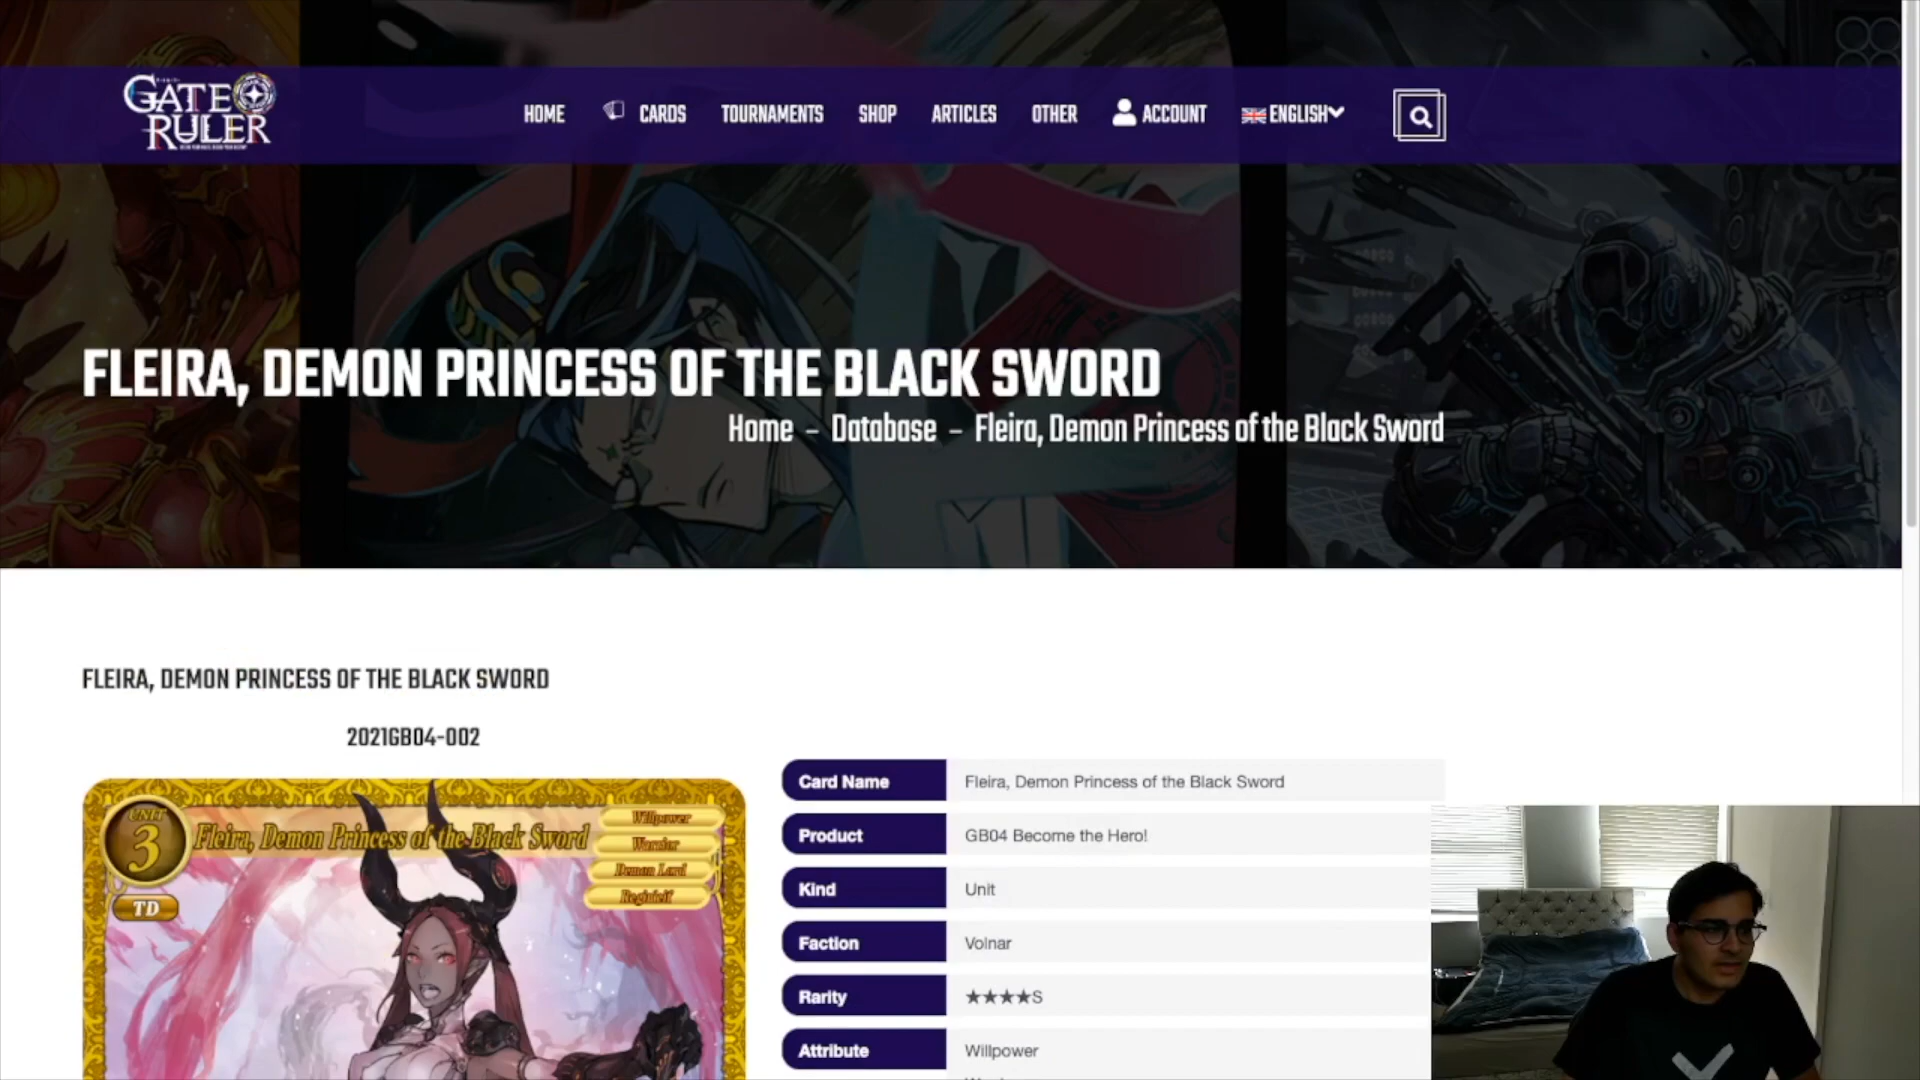 GATE
RULER
HOME
CARDS
TOURNAMENTS
SHOP
ARTICLES
OTHER
ACCOUNT
ENGLISH
FLEIRA, DEMON PRINCESS OF THE BLACK SWORD
Home – Database – Fleira, Demon Princess of the Black Sword
FLEIRA, DEMON PRINCESS OF THE BLACK SWORD
2021GB04-002
UNIT
3
Fleira, Demon Princess of the Black Sword
Willpower
Warrior
Demon Lord
TD
Card Name Fleira, Demon Princess of the Black Sword
Product GB04 Become the Hero!
Kind Unit
Faction Volnar
Rarity ★★★★S
Attribute Willpower